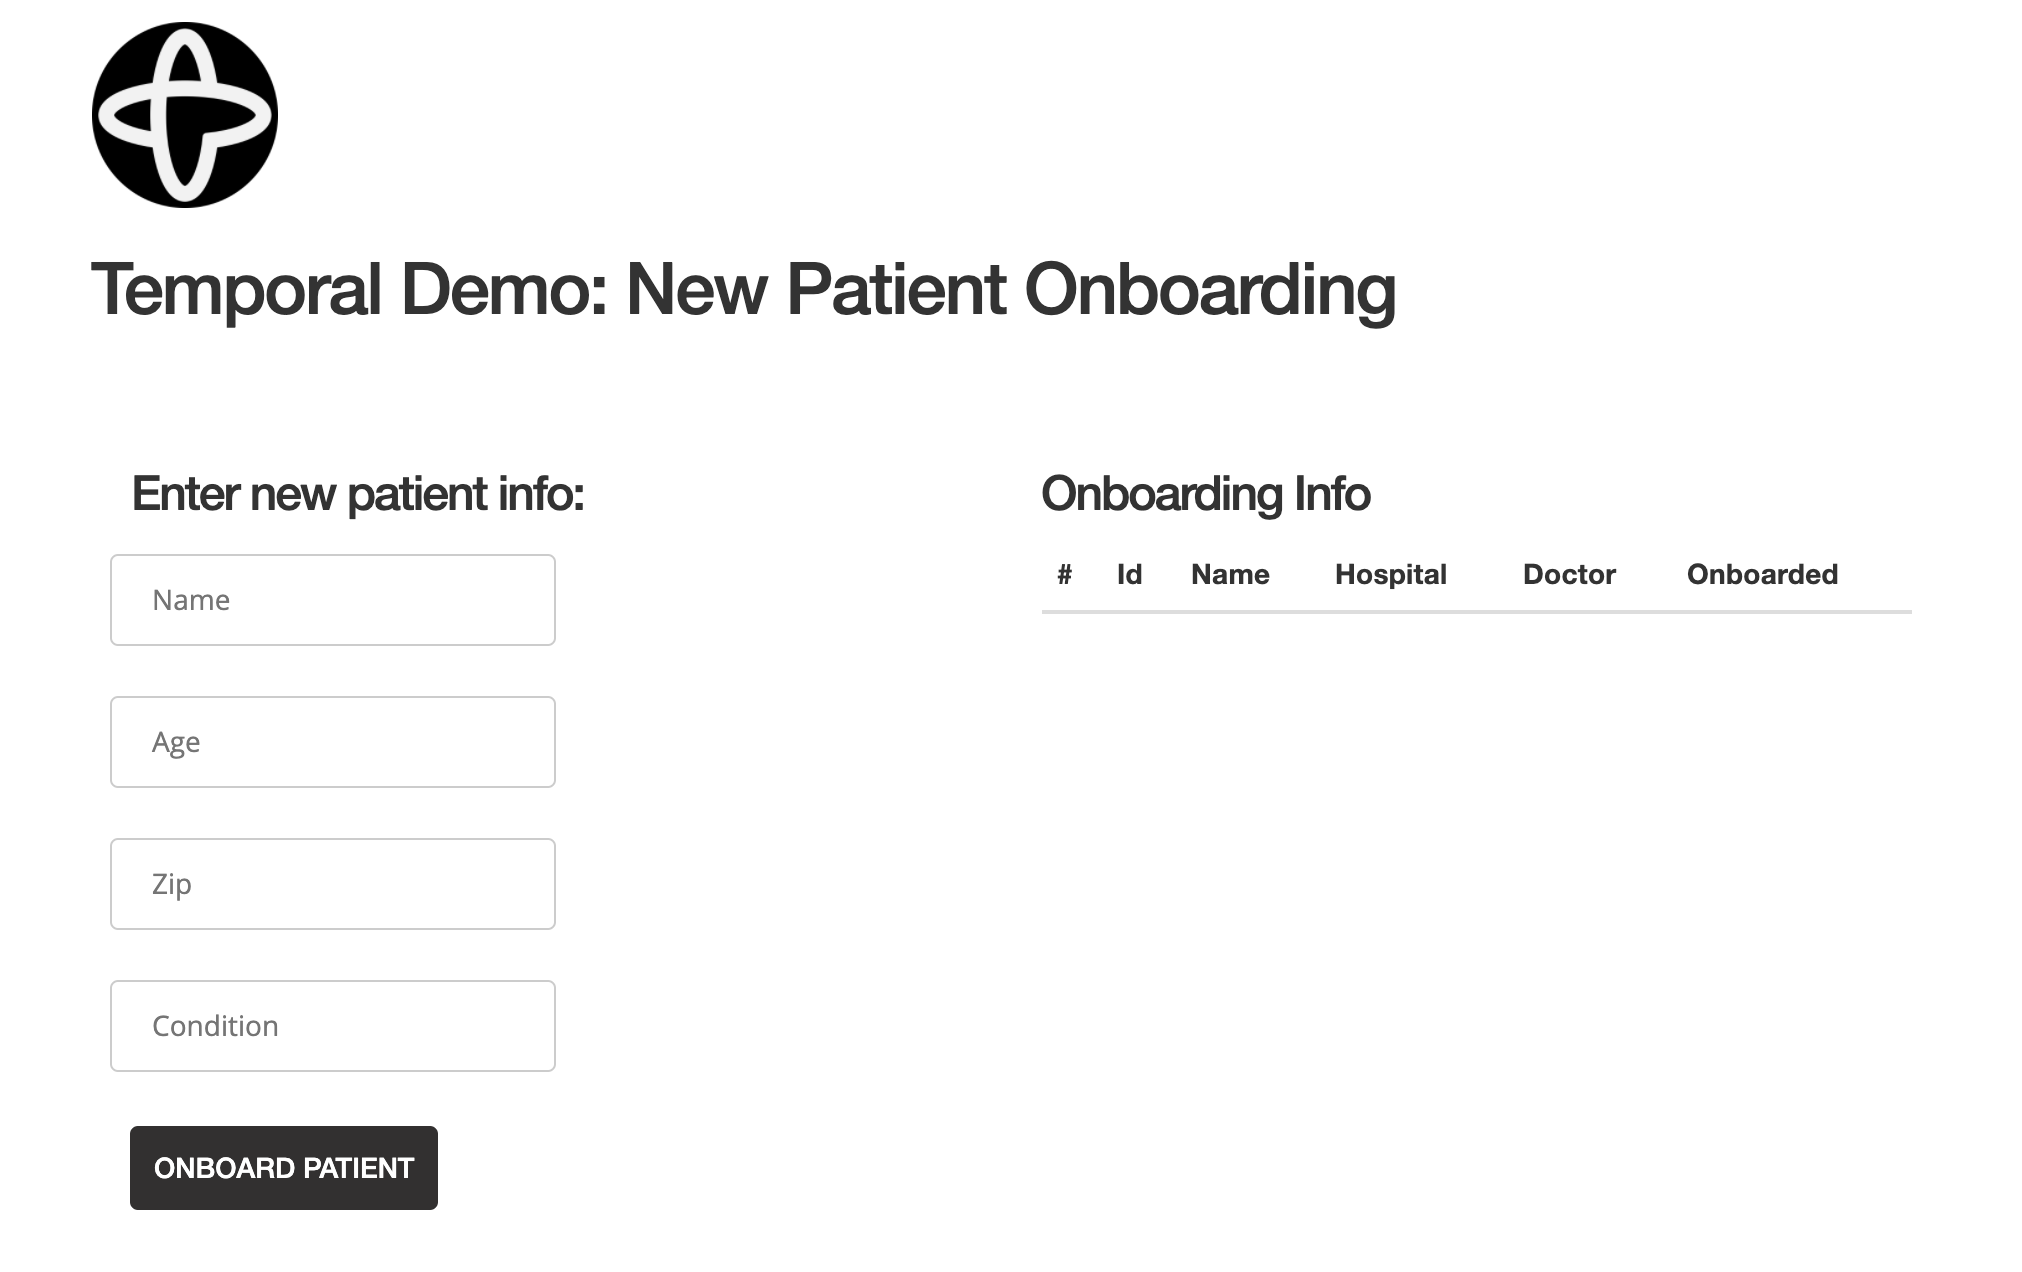 Temporal Demo: New Patient Onboarding
Enter new patient info:
Name
Age
Zip
Condition
ONBOARD PATIENT
Onboarding Info
# Id Name Hospital Doctor Onboarded